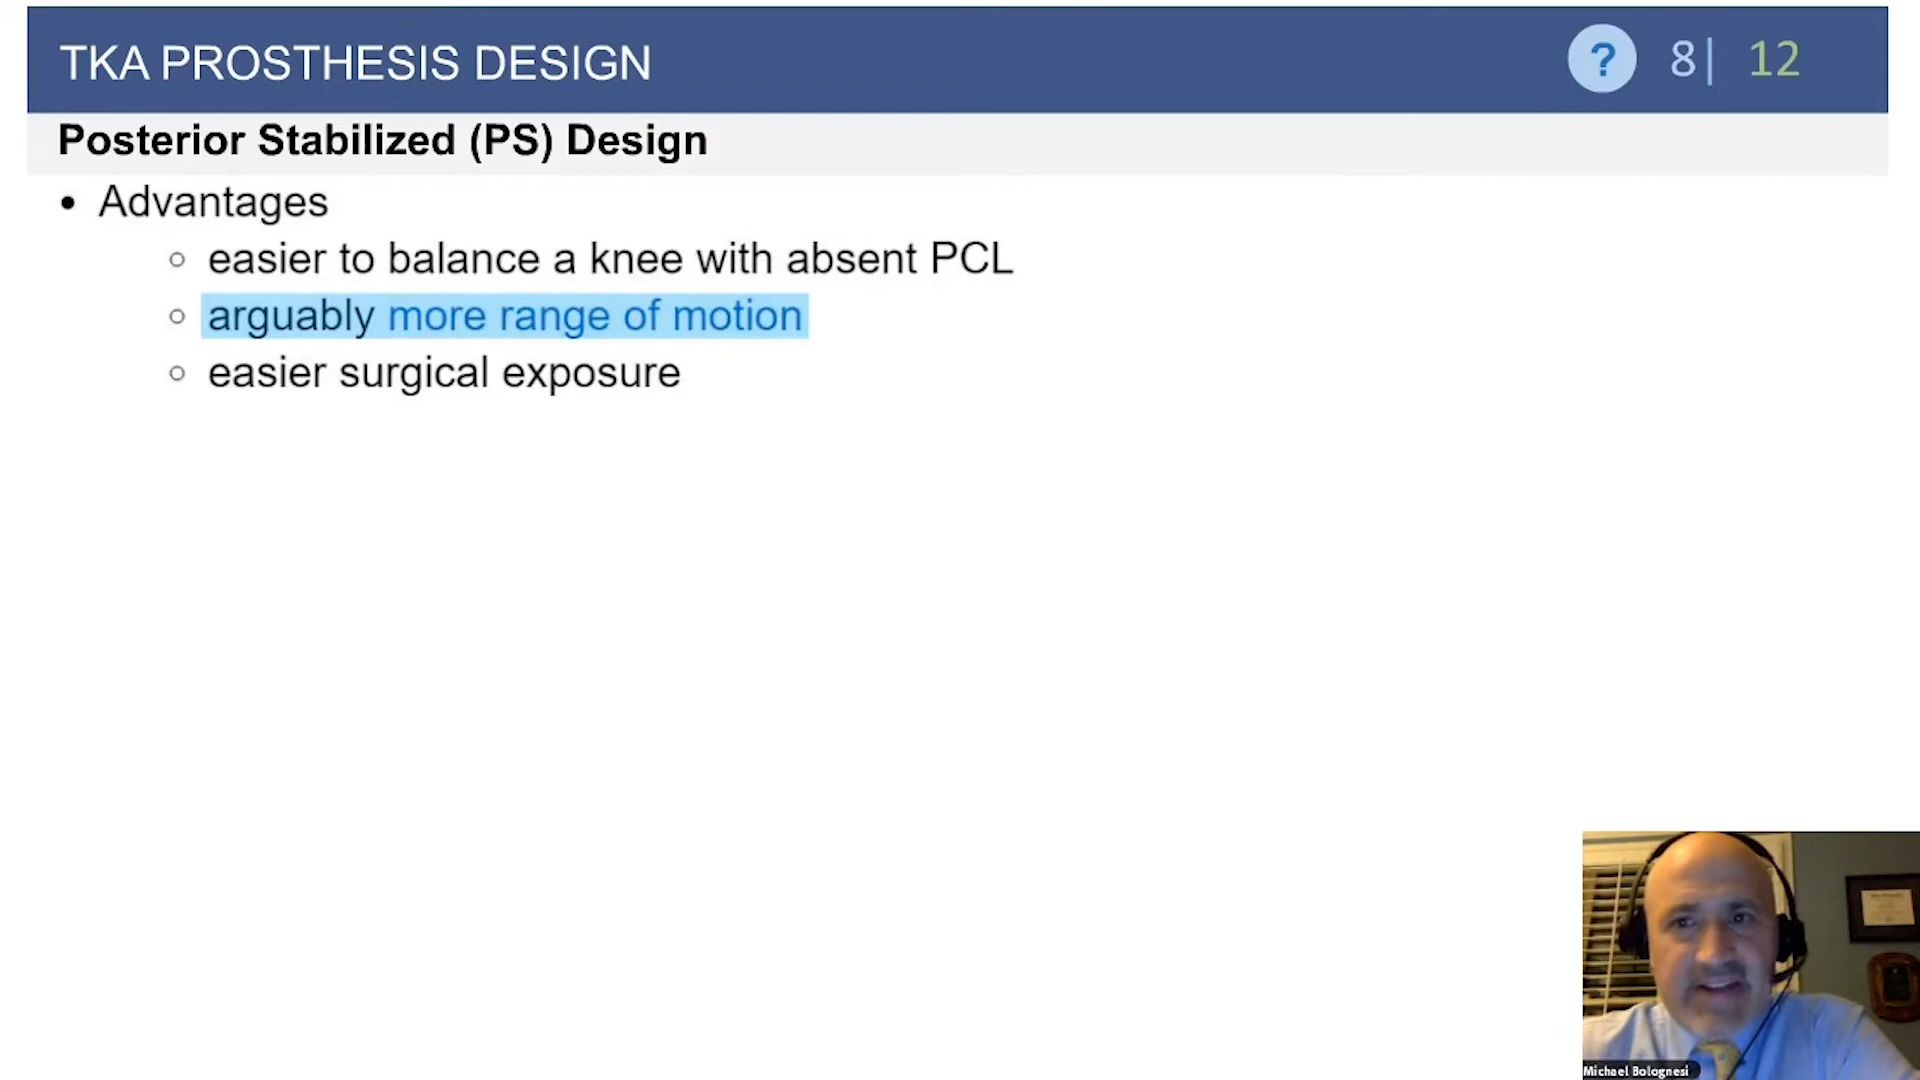 TKA PROSTHESIS DESIGN
? 8| 12
Posterior Stabilized (PS) Design
• Advantages
○ easier to balance a knee with absent PCL
○ arguably more range of motion
○ easier surgical exposure
Michael Bolognesi